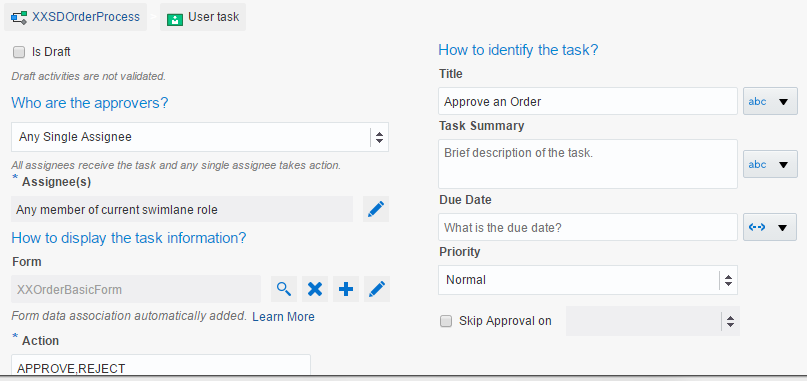 XXSDOrderProcess
User task
Is Draft
Draft activities are not validated.
Who are the approvers?
Any Single Assignee
All assignees receive the task and any single assignee takes action.
* Assignee(s)
Any member of current swimlane role
How to display the task information?
Form
XXOrderBasicForm
Form data association automatically added. Learn More
* Action
APPROVE,REJECT
How to identify the task?
Title
Approve an Order
abc
Task Summary
Brief description of the task.
abc
Due Date
What is the due date?
Priority
Normal
Skip Approval on